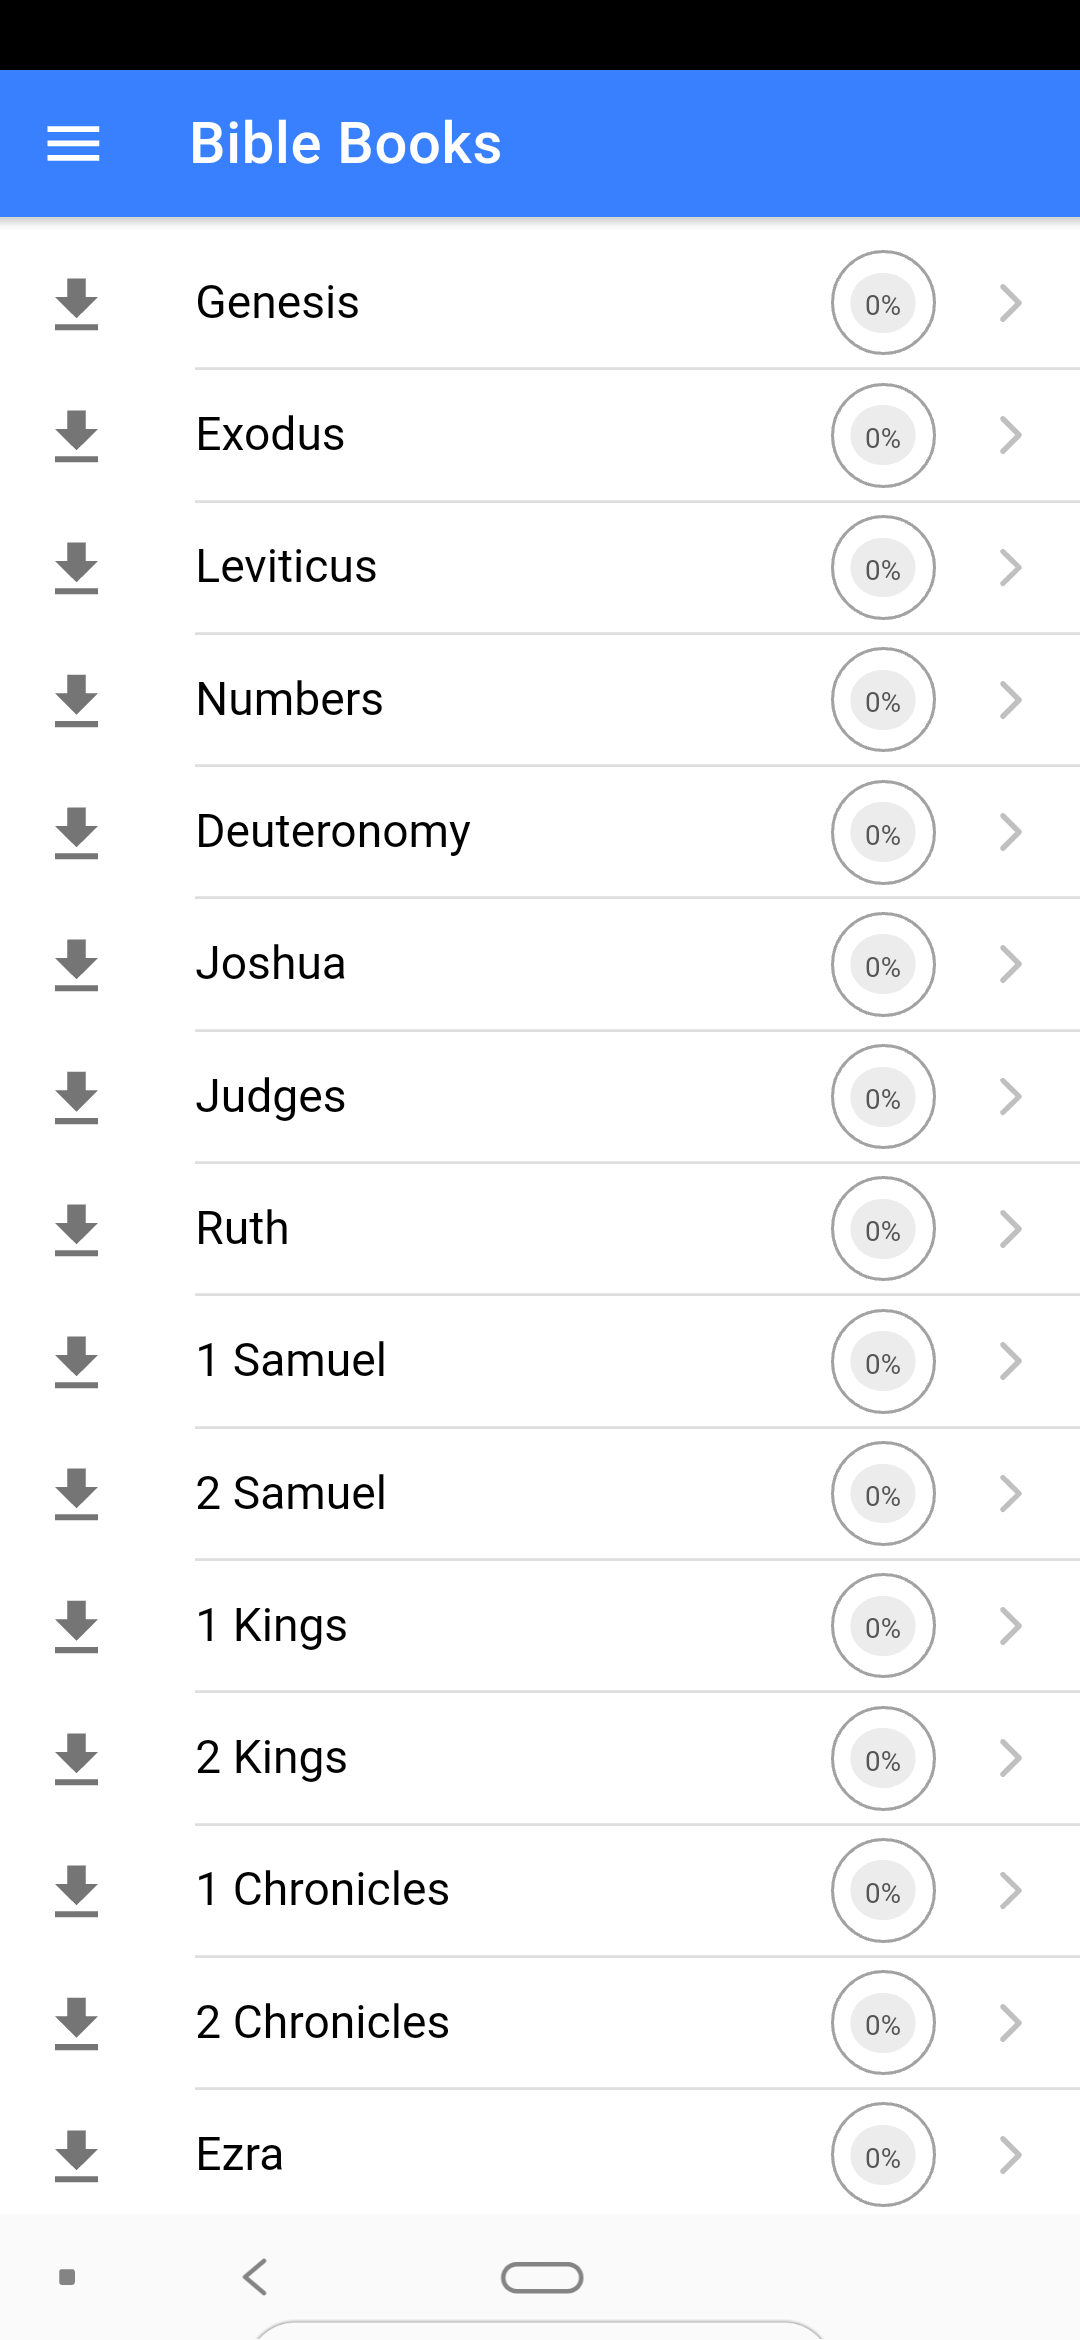 Bible Books
Genesis 0%
Exodus 0%
Leviticus 0%
Numbers 0%
Deuteronomy 0%
Joshua 0%
Judges 0%
Ruth 0%
1 Samuel 0%
2 Samuel 0%
1 Kings 0%
2 Kings 0%
1 Chronicles 0%
2 Chronicles 0%
Ezra 0%